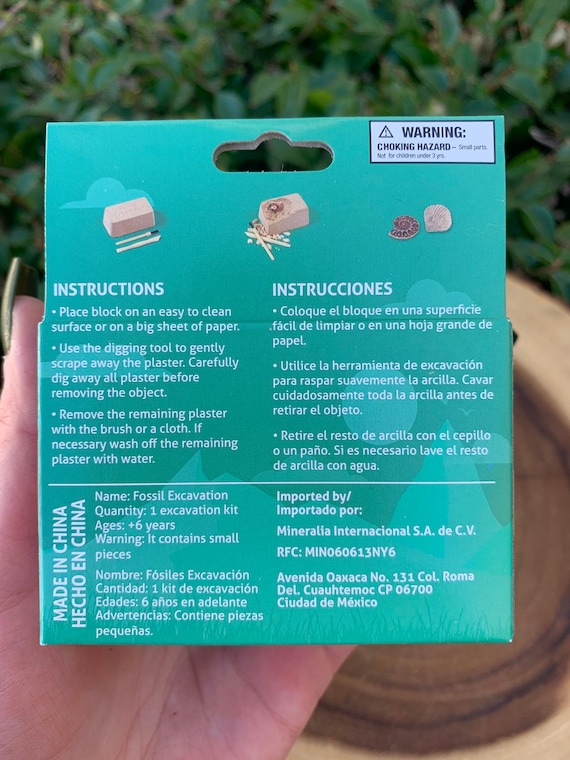 WARNING:
CHOKING HAZARD – Small parts.
Not for children under 3 yrs.
INSTRUCTIONS
• Place block on an easy to clean
surface or on a big sheet of paper.
• Use the digging tool to gently
scrape away the plaster. Carefully
dig away all plaster before
removing the object.
• Remove the remaining plaster
with the brush or a cloth. If
necessary wash off the remaining
plaster with water.
INSTRUCCIONES
• Coloque el bloque en una superficie
fácil de limpiar o en una hoja grande de
papel.
• Utilice la herramienta de excavación
para raspar suavemente la arcilla. Cavar
cuidadosamente toda la arcilla antes de
retirar el objeto.
• Retire el resto de arcilla con el cepillo
o un paño. Si es necesario lave el resto
de arcilla con agua.
MADE IN CHINA
HECHO EN CHINA
Name: Fossil Excavation
Quantity: 1 excavation kit
Ages: +6 years
Warning: It contains small
pieces
Nombre: Fósiles Excavación
Cantidad: 1 kit de excavación
Edades: 6 años en adelante
Advertencias: Contiene piezas
pequeñas.
Imported by/
Importado por:
Mineralia Internacional S.A. de C.V.
RFC: MIN060613NY6
Avenida Oaxaca No. 131 Col. Roma
Del. Cuauhtemoc CP 06700
Ciudad de México